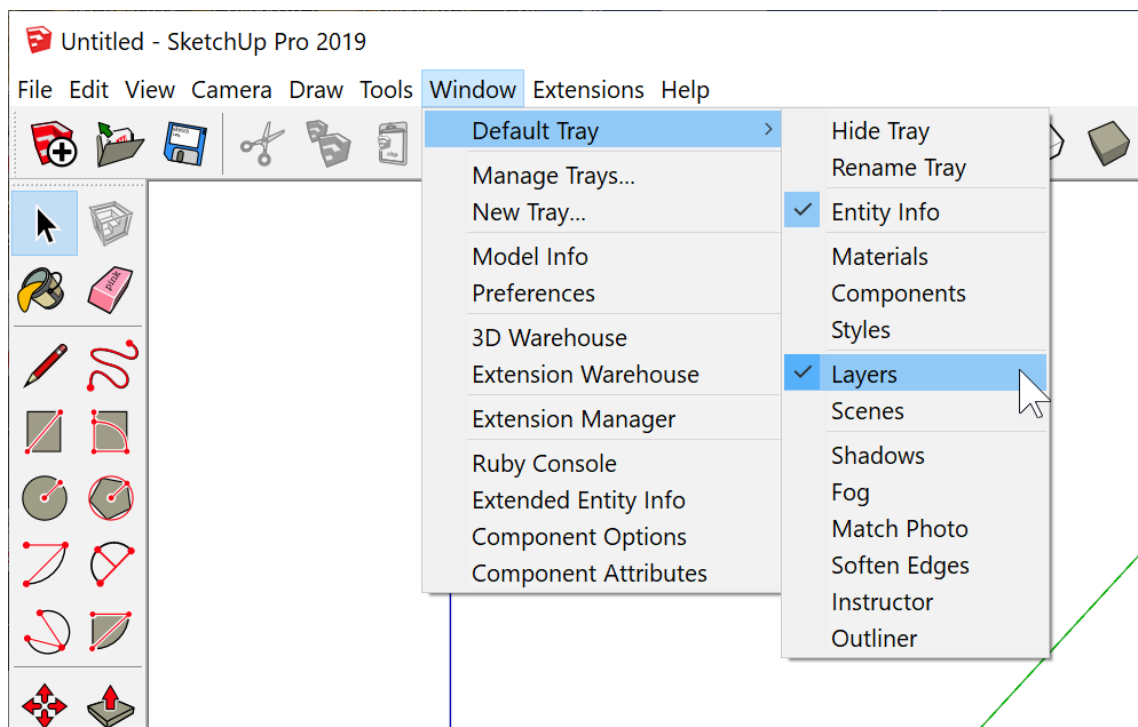 Untitled - SketchUp Pro 2019
File Edit View Camera Draw Tools Window Extensions Help
Default Tray
Manage Trays...
New Tray...
Model Info
Preferences
3D Warehouse
Extension Warehouse
Extension Manager
Ruby Console
Extended Entity Info
Component Options
Component Attributes
Hide Tray
Rename Tray
Entity Info
Materials
Components
Styles
Layers
Scenes
Shadows
Fog
Match Photo
Soften Edges
Instructor
Outliner
pink